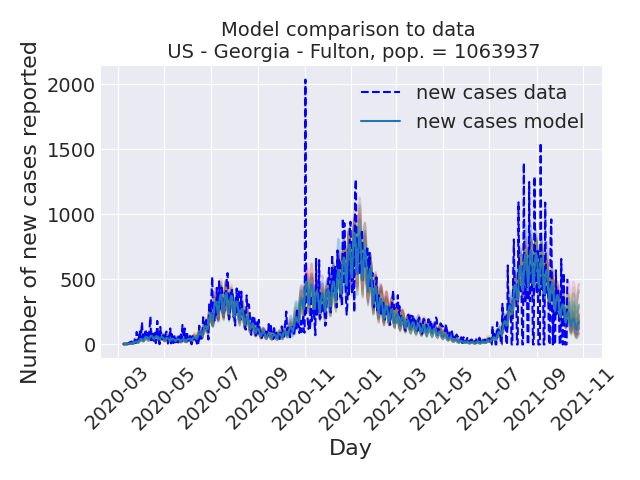 Model comparison to data
US - Georgia - Fulton, pop. = 1063937
Number of new cases reported
2000
1500
1000
500
0
new cases data
new cases model
2020-03
2020-05
2020-07
2020-09
2020-11
2021-01
2021-03
2021-05
2021-07
2021-09
2021-11
Day